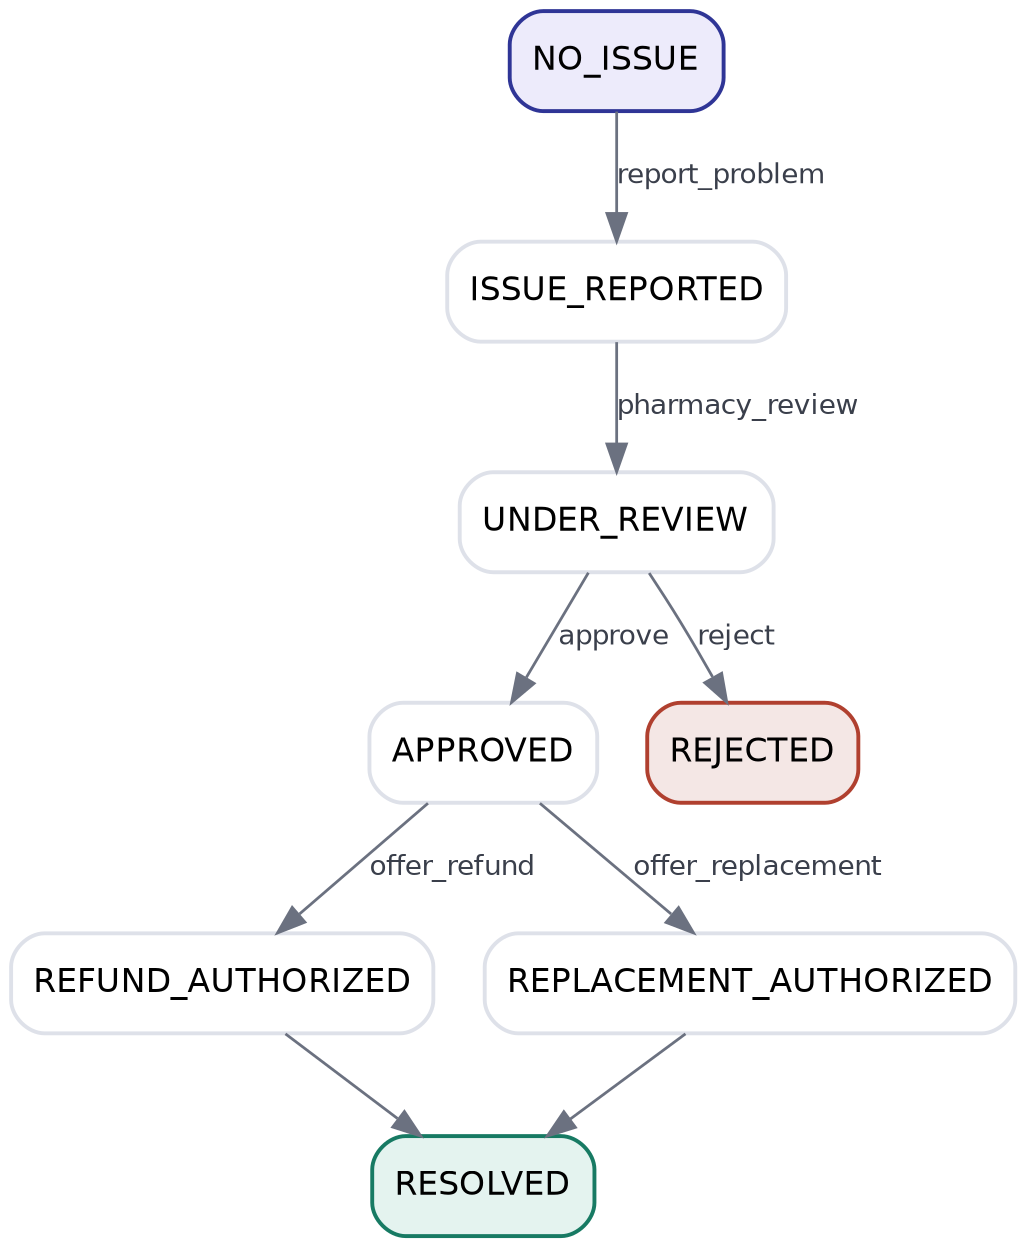 NO_ISSUE
report_problem
ISSUE_REPORTED
pharmacy_review
UNDER_REVIEW
approve
reject
APPROVED
REJECTED
offer_refund
offer_replacement
REFUND_AUTHORIZED
REPLACEMENT_AUTHORIZED
RESOLVED